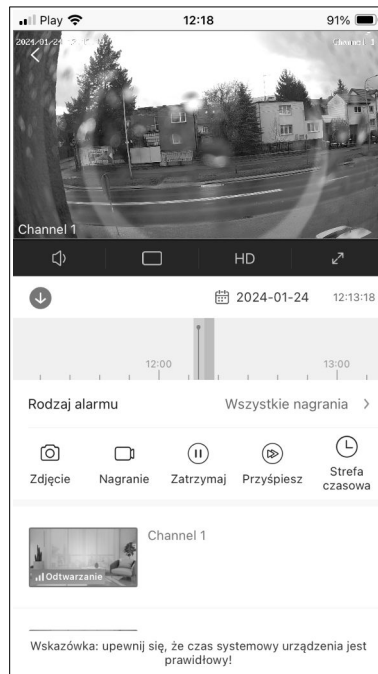 Play 12:18 91%
2024/01/24
Channel 1
Channel 1
HD
2024-01-24 12:13:18
12:00 13:00
Rodzaj alarmu Wszystkie nagrania >
Zdjęcie Nagranie Zatrzymaj Przyśpiesz Strefa
czasowa
Channel 1
Odtwarzanie
Wskazówka: upewnij się, że czas systemowy urządzenia jest
prawidłowy!